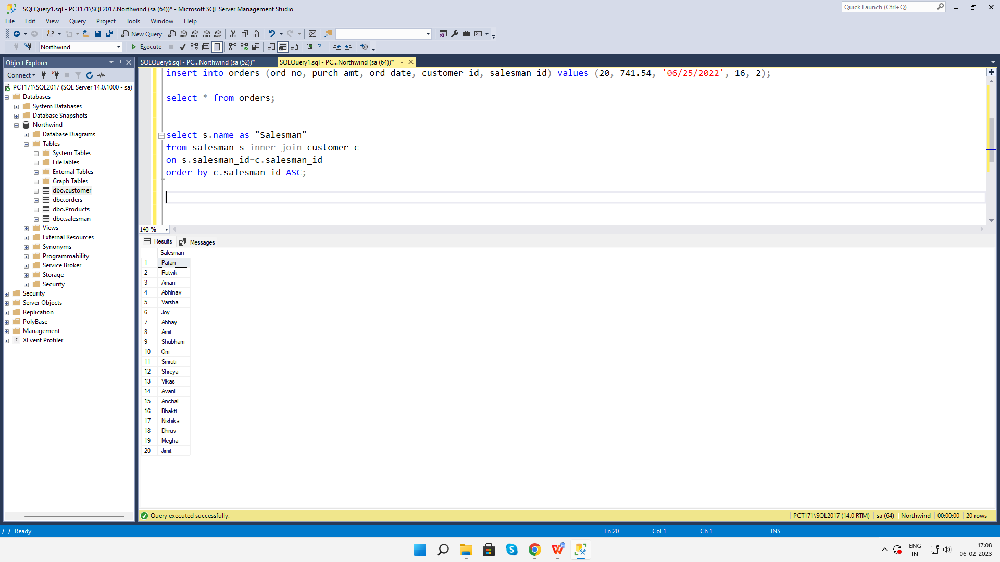 SQLQuery1.sql - PCT171\SQL2017.Northwind (sa (64))* - Microsoft SQL Server Management Studio
Quick Launch (Ctrl+Q)
File Edit View Query Project Tools Window Help
New Query MDX DMX XMLA DAX
Northwind Execute
Object Explorer
SQLQuery6.sql - PC...Northwind (sa (52))*
SQLQuery1.sql - PC...Northwind (sa (64))*
Connect
PCT171\SQL2017 (SQL Server 14.0.1000 - sa)
Databases
System Databases
Database Snapshots
Northwind
Database Diagrams
Tables
System Tables
FileTables
External Tables
Graph Tables
dbo.customer
dbo.orders
dbo.Products
dbo.salesman
Views
External Resources
Synonyms
Programmability
Service Broker
Storage
Security
Security
Server Objects
Replication
PolyBase
Management
XEvent Profiler
insert into orders (ord_no, purch_amt, ord_date, customer_id, salesman_id) values (20, 741.54, '06/25/2022', 16, 2);
select * from orders;
select s.name as "Salesman"
from salesman s inner join customer c
on s.salesman_id=c.salesman_id
order by c.salesman_id ASC;
140 %
Results Messages
Salesman
1 Patan
2 Rutvik
3 Aman
4 Abhinav
5 Varsha
6 Joy
7 Abhay
8 Amit
9 Shubham
10 Om
11 Smruti
12 Shreya
13 Vikas
14 Avani
15 Anchal
16 Bhakti
17 Nishika
18 Dhruv
19 Megha
20 Jimit
Query executed successfully.
PCT171\SQL2017 (14.0 RTM) sa (64) Northwind 00:00:00 20 rows
Ready
Ln 20 Col 1 Ch 1 INS
ENG
IN
17:08
06-02-2023